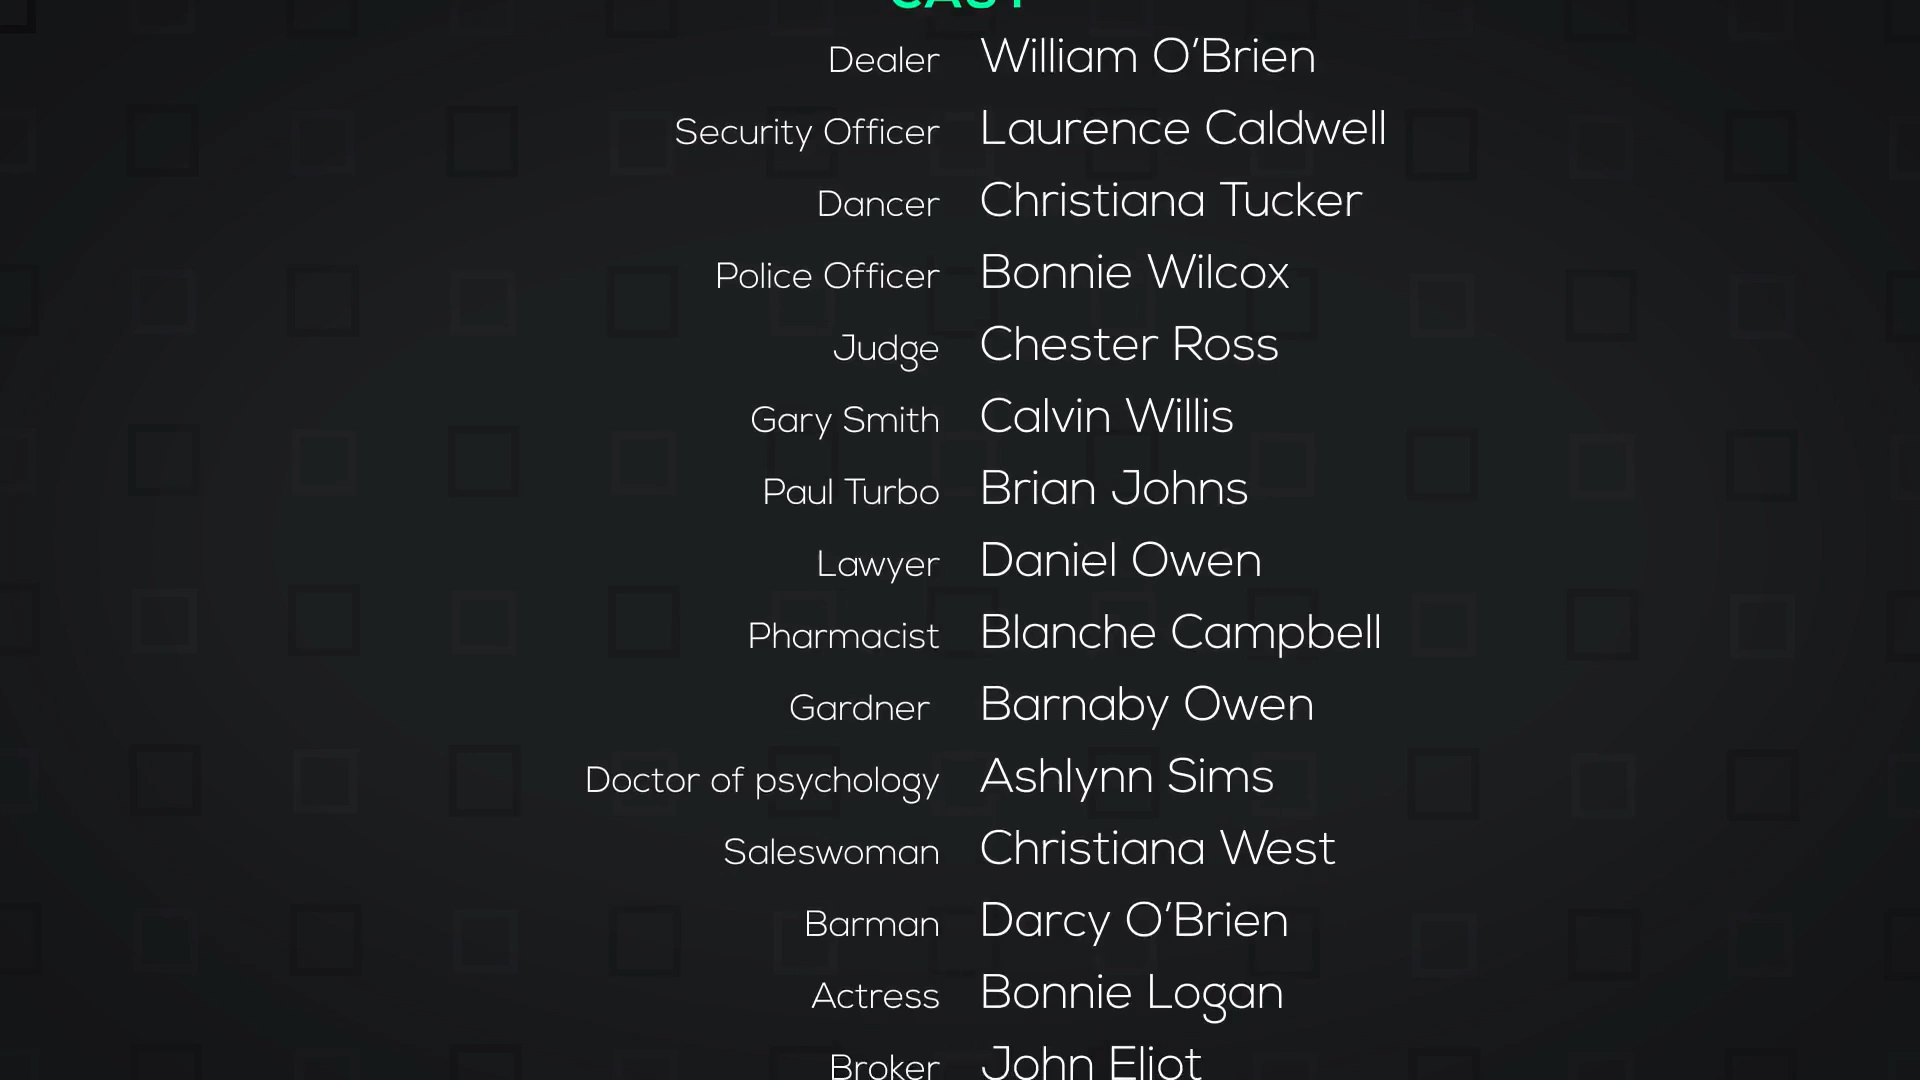 CAST
Dealer William O'Brien
Security Officer Laurence Caldwell
Dancer Christiana Tucker
Police Officer Bonnie Wilcox
Judge Chester Ross
Gary Smith Calvin Willis
Paul Turbo Brian Johns
Lawyer Daniel Owen
Pharmacist Blanche Campbell
Gardner Barnaby Owen
Doctor of psychology Ashlynn Sims
Saleswoman Christiana West
Barman Darcy O'Brien
Actress Bonnie Logan
Broker John Eliot